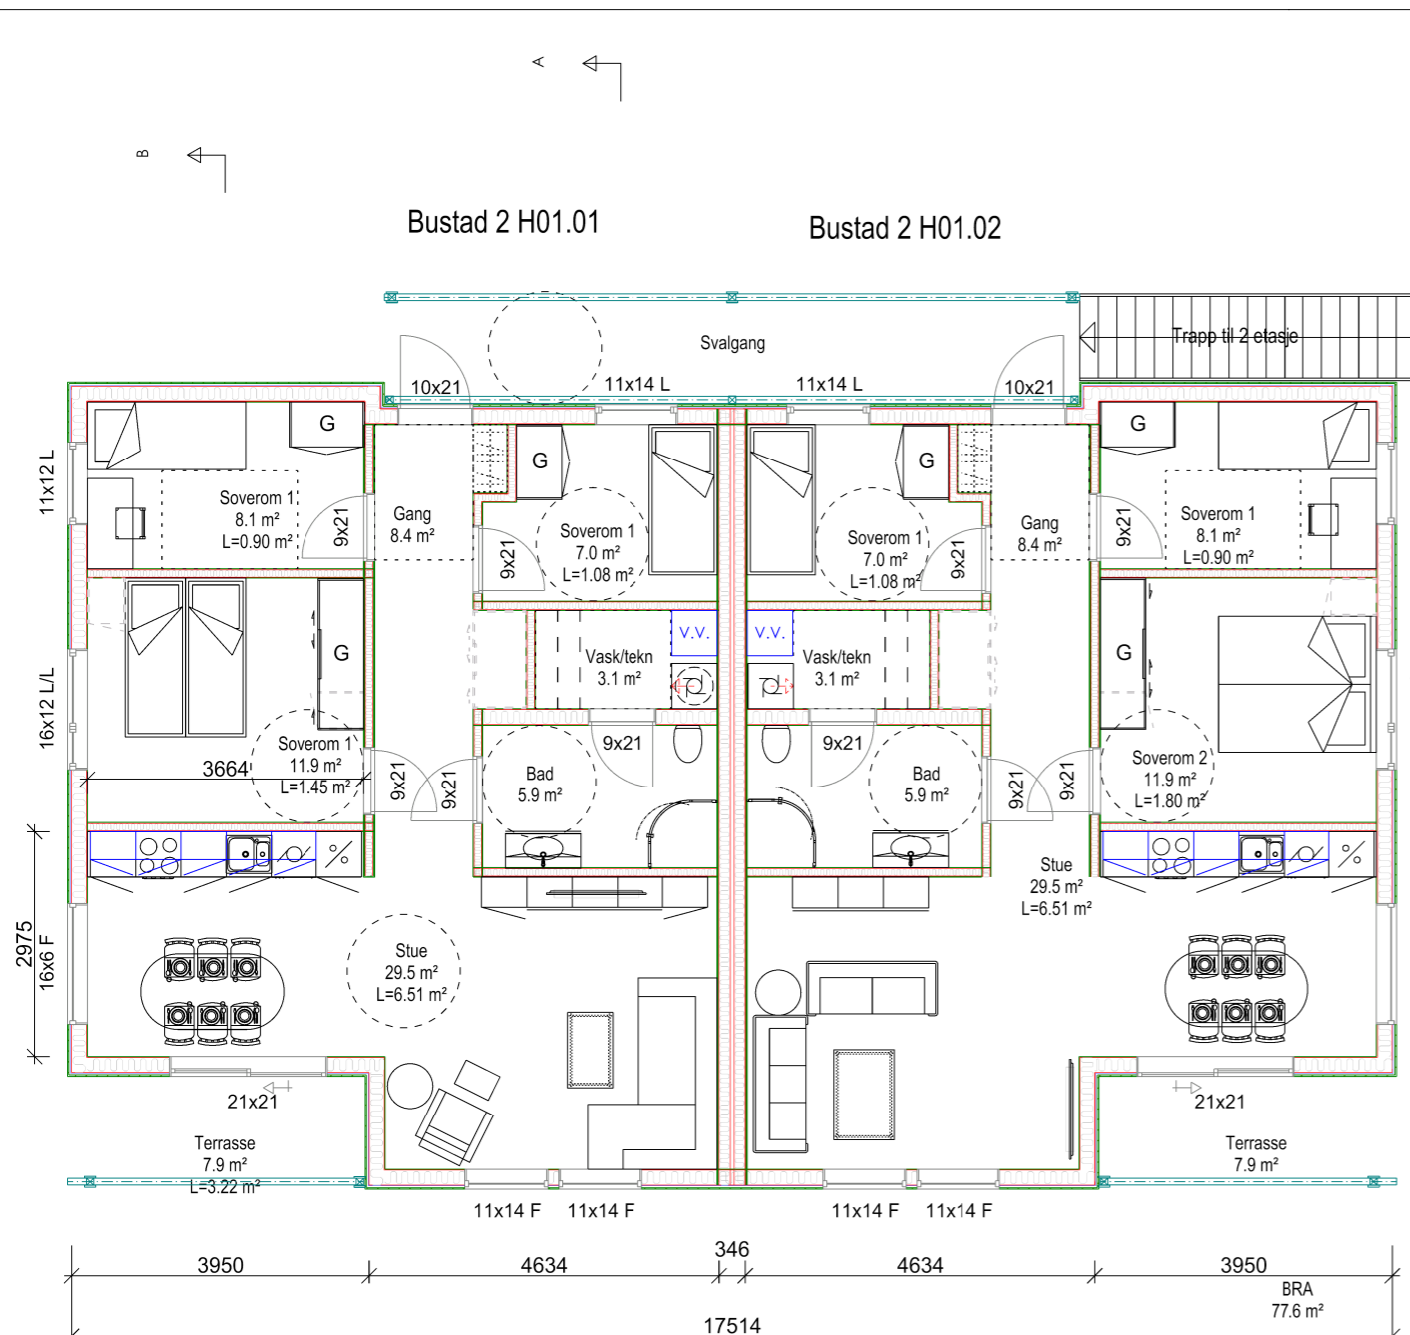 A
B
Bustad 2 H01.01
Bustad 2 H01.02
Svalgang
Trapp til 2 etasje
10x21
11x14 L
11x14 L
10x21
G
G
G
G
11x12 L
Soverom 1
8.1 m²
L=0.90 m²
9x21
Gang
8.4 m²
9x21
Soverom 1
7.0 m²
L=1.08 m²
Soverom 1
7.0 m²
L=1.08 m²
9x21
Gang
8.4 m²
9x21
Soverom 1
8.1 m²
L=0.90 m²
V.V.
V.V.
Vask/tekn
3.1 m²
Vask/tekn
3.1 m²
G
G
16x12 L/L
Soverom 1
11.9 m²
L=1.45 m²
3664
9x21
9x21
Bad
5.9 m²
9x21
9x21
Bad
5.9 m²
9x21
9x21
Soverom 2
11.9 m²
L=1.80 m²
2975
16x6 F
Stue
29.5 m²
L=6.51 m²
Stue
29.5 m²
L=6.51 m²
21x21
21x21
Terrasse
7.9 m²
L=3.22 m²
Terrasse
7.9 m²
11x14 F
11x14 F
11x14 F
11x14 F
3950
4634
346
4634
3950
BRA
77.6 m²
17514